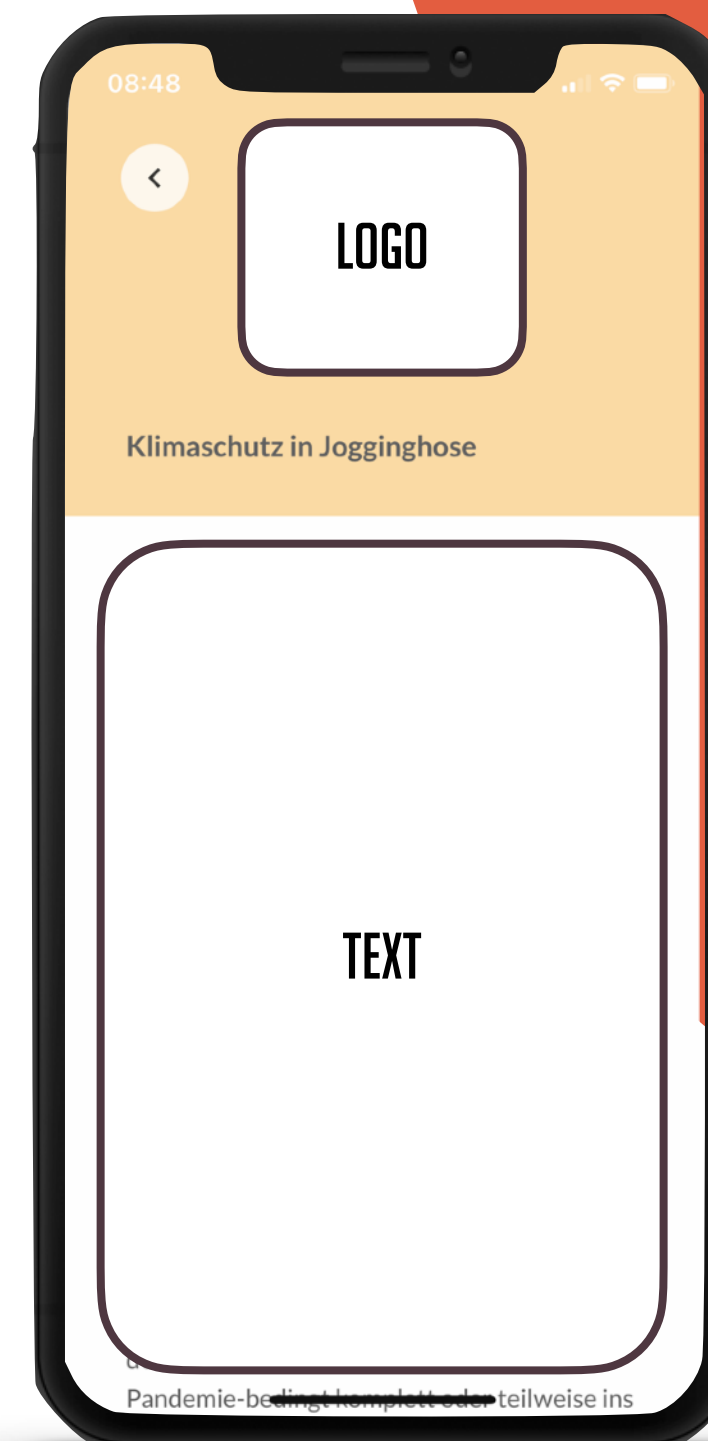 08:48
LOGO
Klimaschutz in Jogginghose
TEXT
Pandemie-bedingt komplett oder teilweise ins